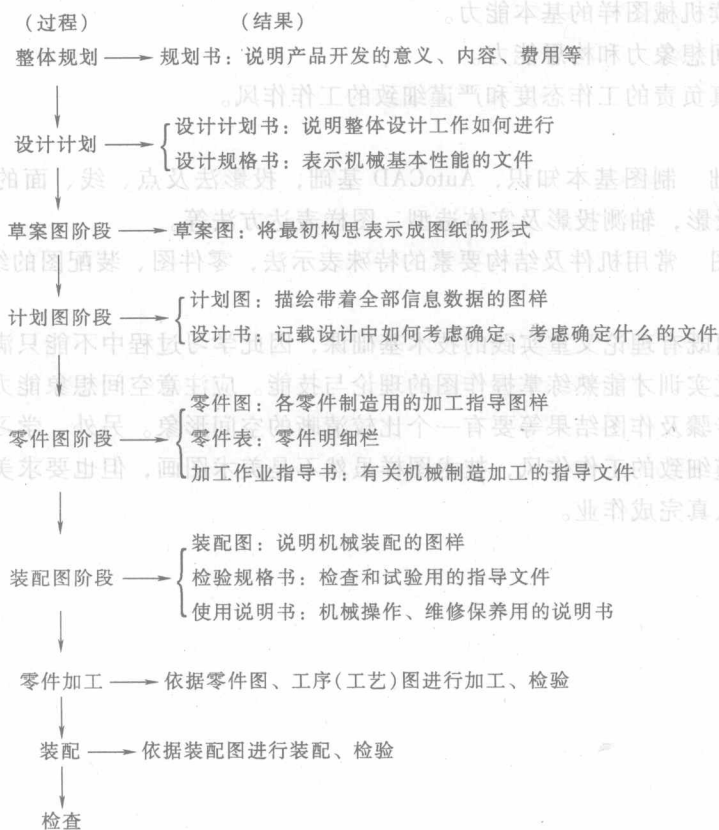 (过程) (结果)
整体规划 规划书：说明产品开发的意义、内容、费用等
设计计划 设计计划书：说明整体设计工作如何进行
设计规格书：表示机械基本性能的文件
草案图阶段 草案图：将最初构思表示成图纸的形式
计划图阶段 计划图：描绘带着全部信息数据的图样
设计书：记载设计中如何考虑确定、考虑确定什么的文件
零件图阶段 零件图：各零件制造用的加工指导图样
零件表：零件明细栏
加工作业指导书：有关机械制造加工的指导文件
装配图阶段 装配图：说明机械装配的图样
检验规格书：检查和试验用的指导文件
使用说明书：机械操作、维修保养用的说明书
零件加工 依据零件图、工序(工艺)图进行加工、检验
装配 依据装配图进行装配、检验
检查